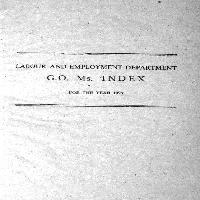 LABOUR AND EMPLOYMENT DEPARTMENT
G.O. Ms. INDEX
FOR THE YEAR